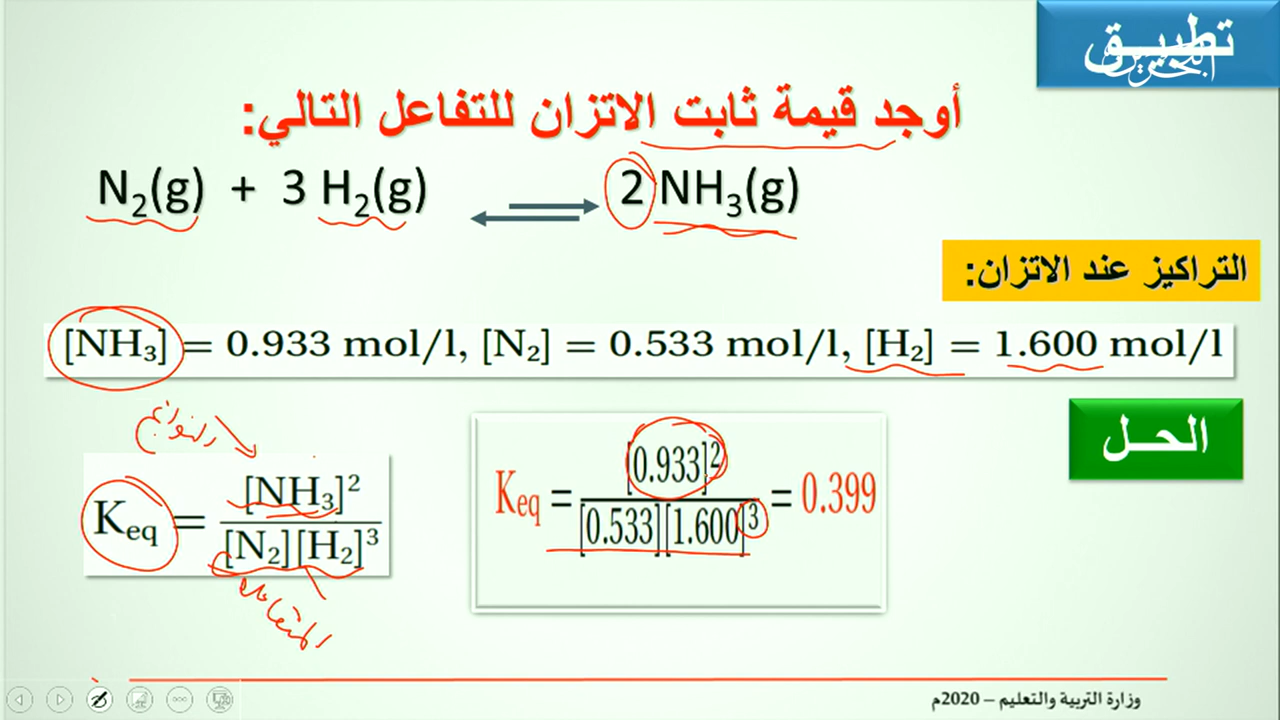 تطبيق
البحرين
أوجد قيمة ثابت الاتزان للتفاعل التالي:
N₂(g) + 3 H₂(g) ⇌ 2 NH₃(g)
التراكيز عند الاتزان:
[NH₃] = 0.933 mol/l, [N₂] = 0.533 mol/l, [H₂] = 1.600 mol/l
الحل
النواتج
Keq = [NH₃]² / [N₂][H₂]³
Keq = [0.933]² / [0.533][1.600]³ = 0.399
وزارة التربية والتعليم – 2020م